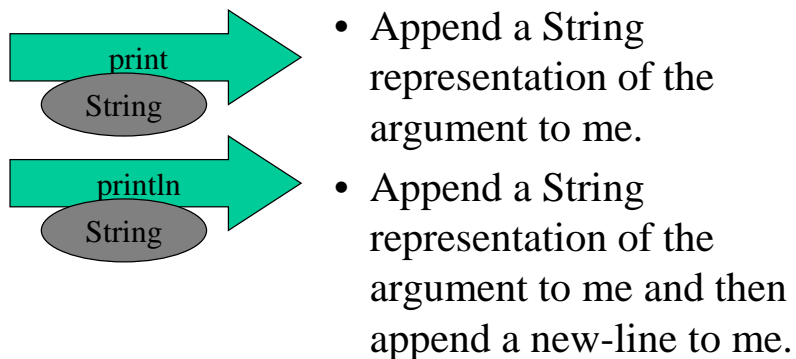 print
String
• Append a String
representation of the
argument to me.
println
String
• Append a String
representation of the
argument to me and then
append a new-line to me.